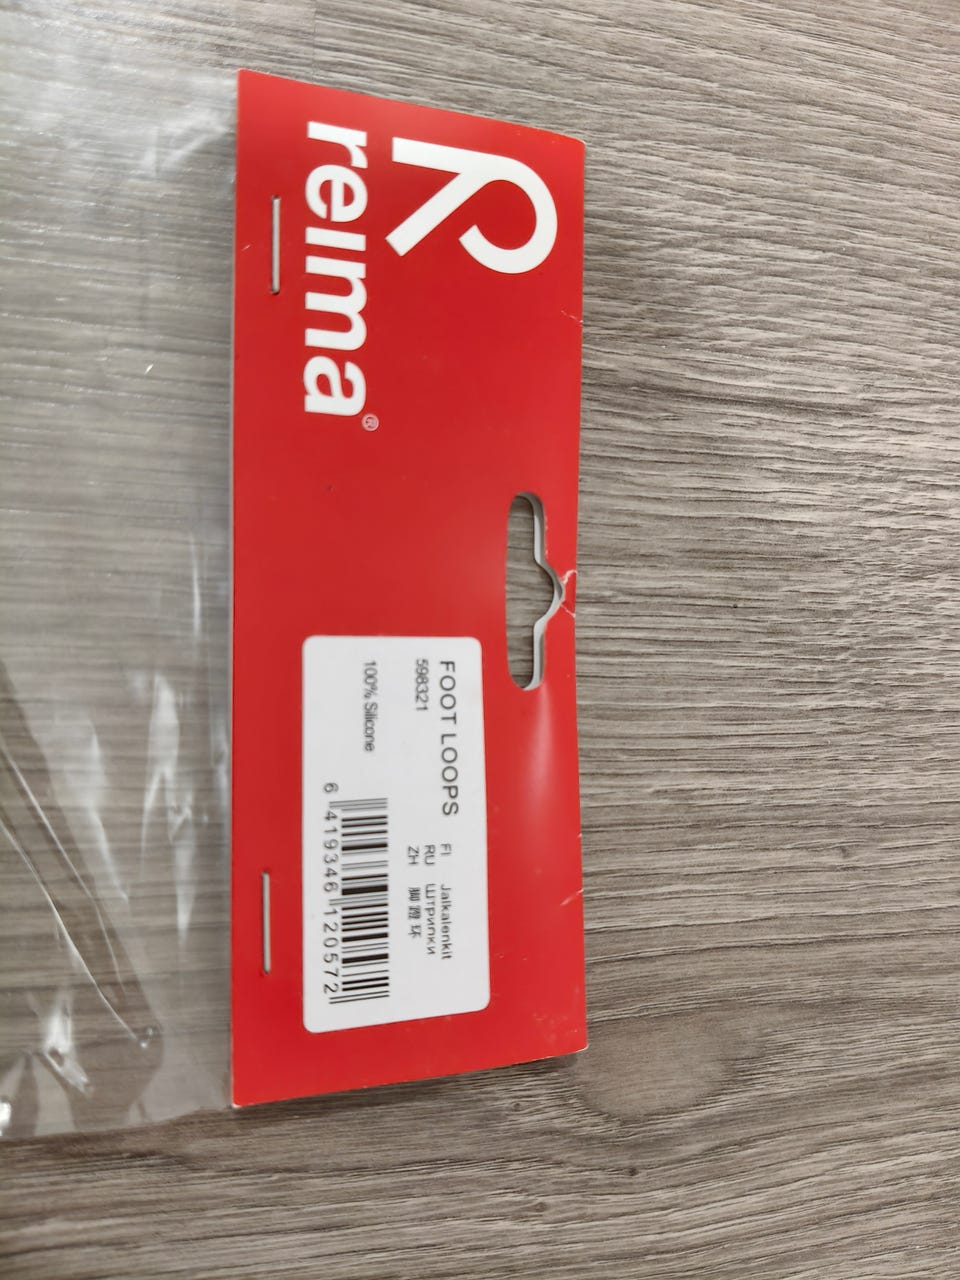 reima®
FOOT LOOPS
598321
100% Silicone
FI Jalkalenkit
RU Штрипки
ZH 脚蹬环
6 419346 120572